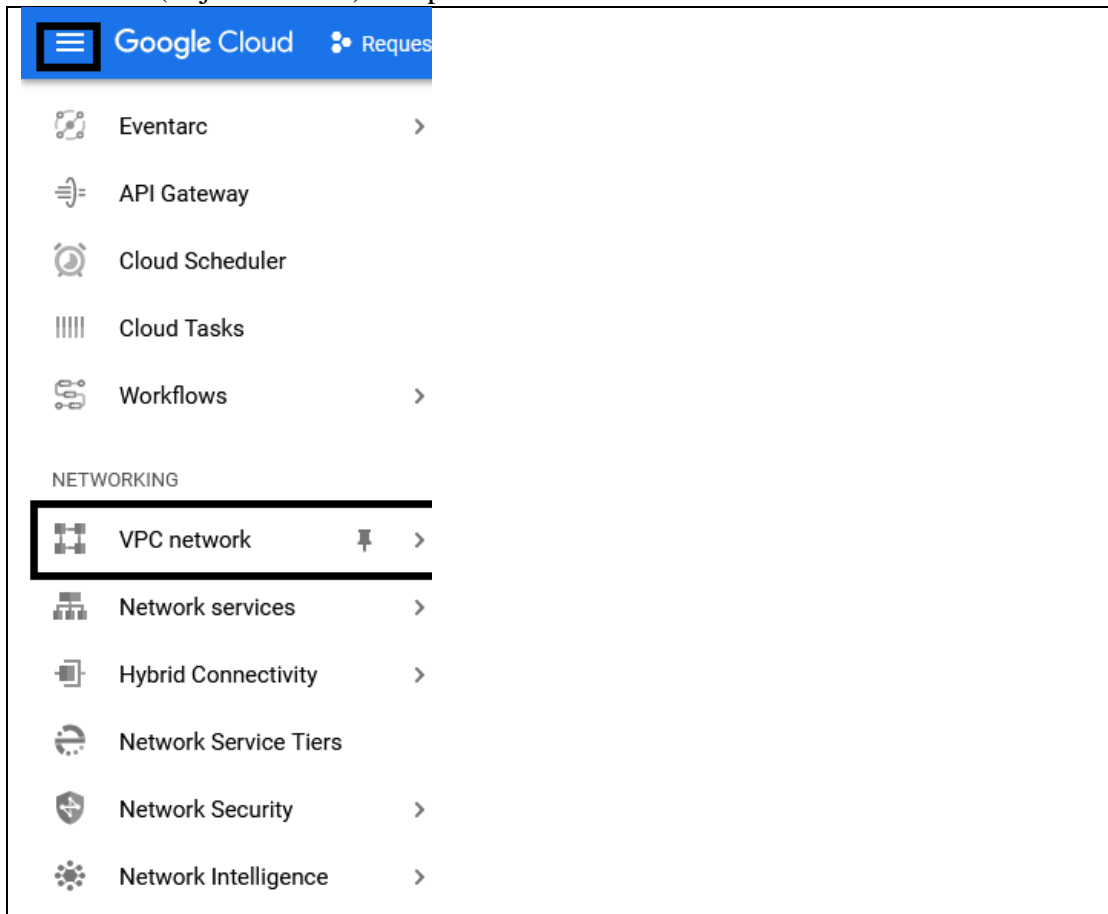 Google Cloud Reques
Eventarc
API Gateway
Cloud Scheduler
Cloud Tasks
Workflows
NETWORKING
VPC network
Network services
Hybrid Connectivity
Network Service Tiers
Network Security
Network Intelligence